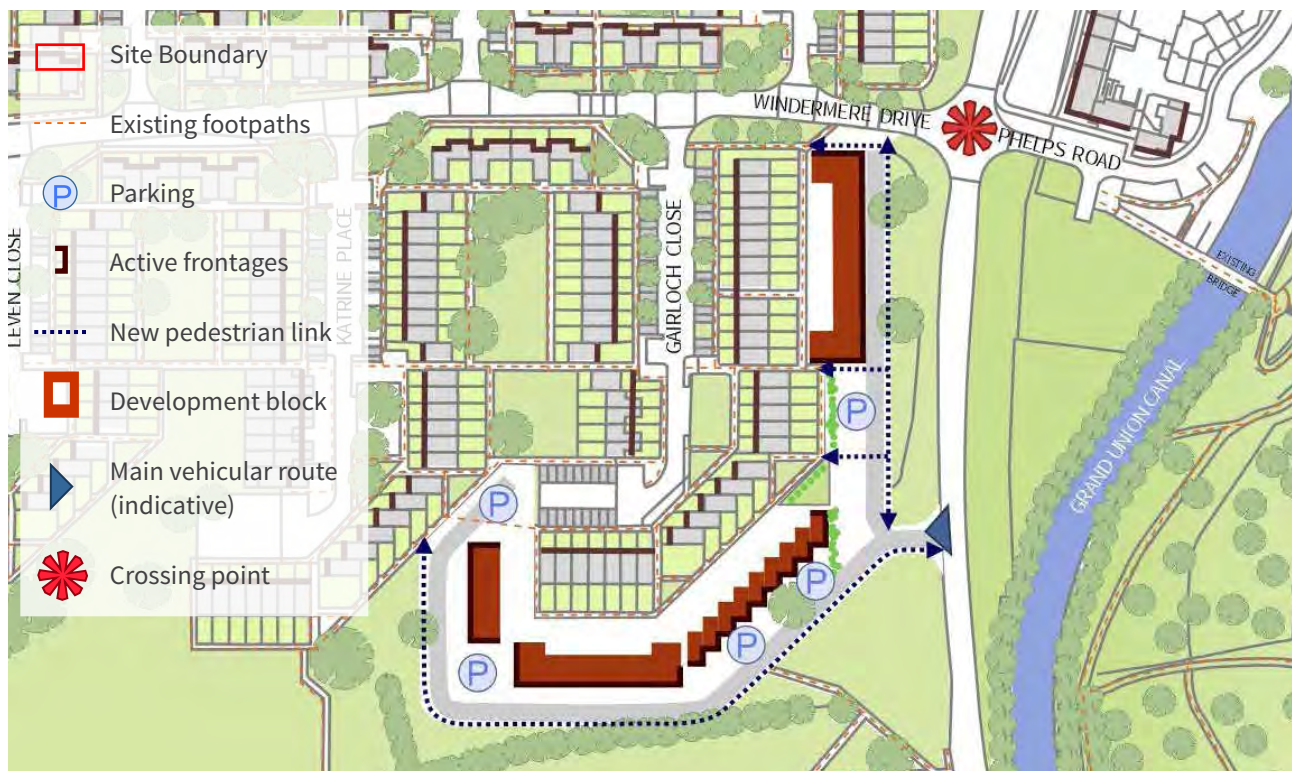 Site Boundary
Existing footpaths
P
Parking
Active frontages
New pedestrian link
Development block
Main vehicular route
(indicative)
Crossing point
LEVEN CLOSE
KATRINE PLACE
GAIRLOCH CLOSE
WINDERMERE DRIVE
PHELPS ROAD
EXISTING
BRIDGE
GRAND UNION CANAL
P
P
P
P
P